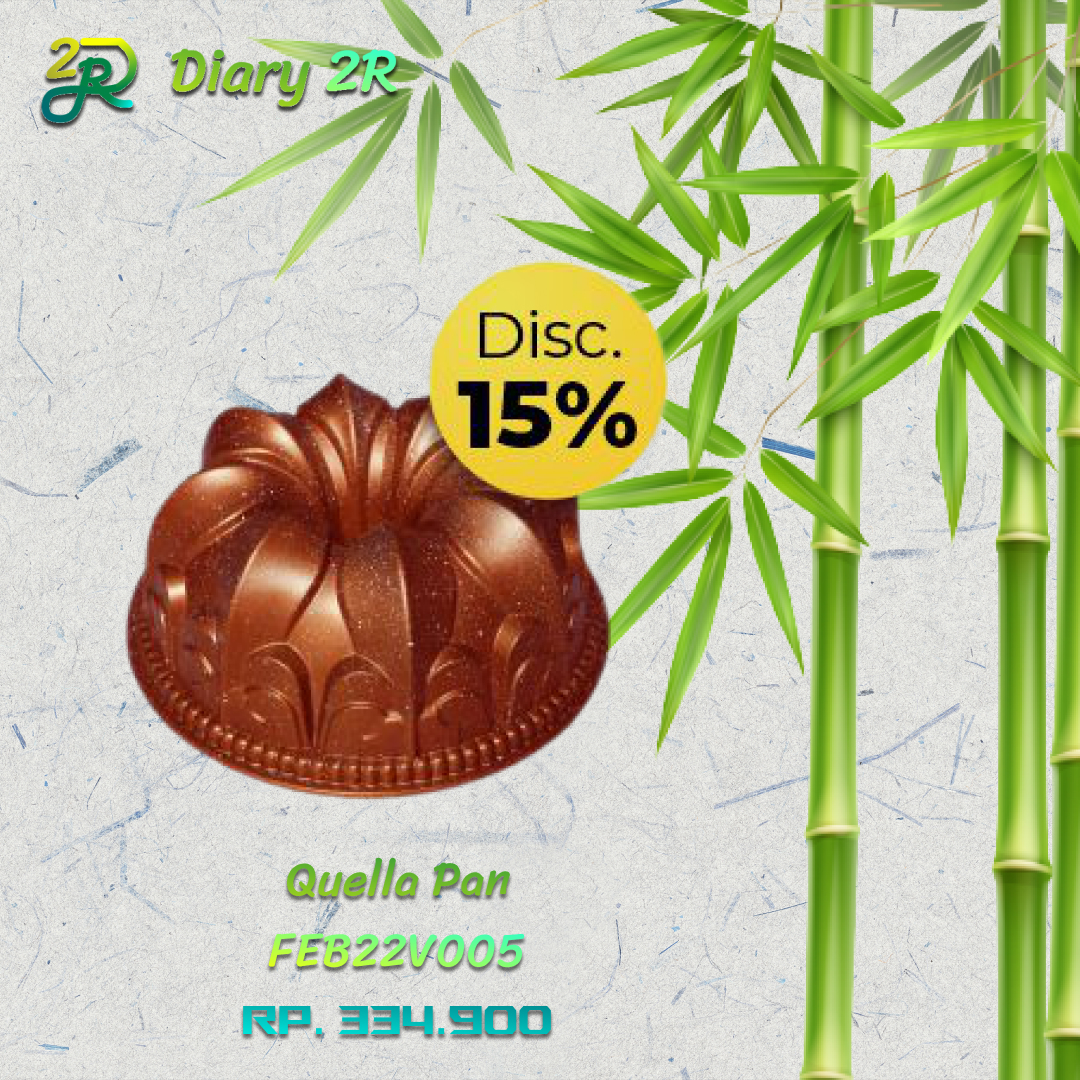 2R Diary 2R
Disc.
15%
Quella Pan
FEB22V005
RP. 334.900